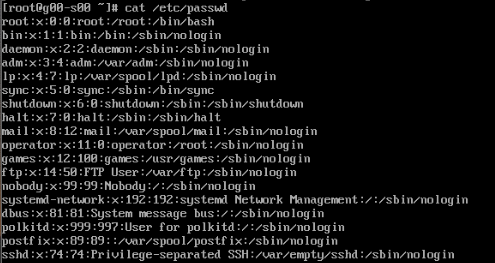 [root@g00-s00 ~]# cat /etc/passwd
root:x:0:0:root:/root:/bin/bash
bin:x:1:1:bin:/bin:/sbin/nologin
daemon:x:2:2:daemon:/sbin:/sbin/nologin
adm:x:3:4:adm:/var/adm:/sbin/nologin
lp:x:4:7:lp:/var/spool/lpd:/sbin/nologin
sync:x:5:0:sync:/sbin:/bin/sync
shutdown:x:6:0:shutdown:/sbin:/sbin/shutdown
halt:x:7:0:halt:/sbin:/sbin/halt
mail:x:8:12:mail:/var/spool/mail:/sbin/nologin
operator:x:11:0:operator:/root:/sbin/nologin
games:x:12:100:games:/usr/games:/sbin/nologin
ftp:x:14:50:FTP User:/var/ftp:/sbin/nologin
nobody:x:99:99:Nobody:/:/sbin/nologin
systemd-network:x:192:192:systemd Network Management:/:/sbin/nologin
dbus:x:81:81:System message bus:/:/sbin/nologin
polkitd:x:999:997:User for polkitd:/:/sbin/nologin
postfix:x:89:89::/var/spool/postfix:/sbin/nologin
sshd:x:74:74:Privilege-separated SSH:/var/empty/sshd:/sbin/nologin